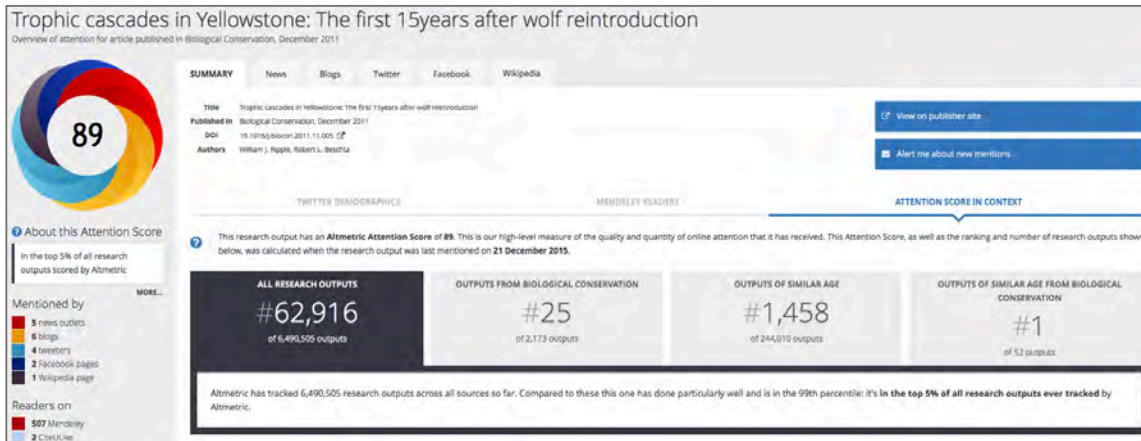 Trophic cascades in Yellowstone: The first 15years after wolf reintroduction
Overview of attention for article published in Biological Conservation, December 2011
89
About this Attention Score
In the top 5% of all research
outputs scored by Altmetric
MORE...
Mentioned by
5 news outlets
6 blogs
4 tweeters
2 Facebook pages
1 Wikipedia page
Readers on
507 Mendeley
2 CiteULike
SUMMARY News Blogs Twitter Facebook Wikipedia
Title Trophic cascades in Yellowstone: The first 15years after wolf reintroduction
Published in Biological Conservation, December 2011
DOI 10.1016/j.biocon.2011.11.005
Authors William J. Ripple, Robert L. Beschta
View on publisher site
Alert me about new mentions
TWITTER DEMOGRAPHICS MENDELEY READERS ATTENTION SCORE IN CONTEXT
This research output has an Altmetric Attention Score of 89. This is our high-level measure of the quality and quantity of online attention that it has received. This Attention Score, as well as the ranking and number of research outputs show
below, was calculated when the research output was last mentioned on 21 December 2015.
ALL RESEARCH OUTPUTS
#62,916
of 6,490,505 outputs
OUTPUTS FROM BIOLOGICAL CONSERVATION
#25
of 2,173 outputs
OUTPUTS OF SIMILAR AGE
#1,458
of 244,010 outputs
OUTPUTS OF SIMILAR AGE FROM BIOLOGICAL
CONSERVATION
#1
of 52 outputs
Altmetric has tracked 6,490,505 research outputs across all sources so far. Compared to these this one has done particularly well and is in the 99th percentile: it's in the top 5% of all research outputs ever tracked by
Altmetric.